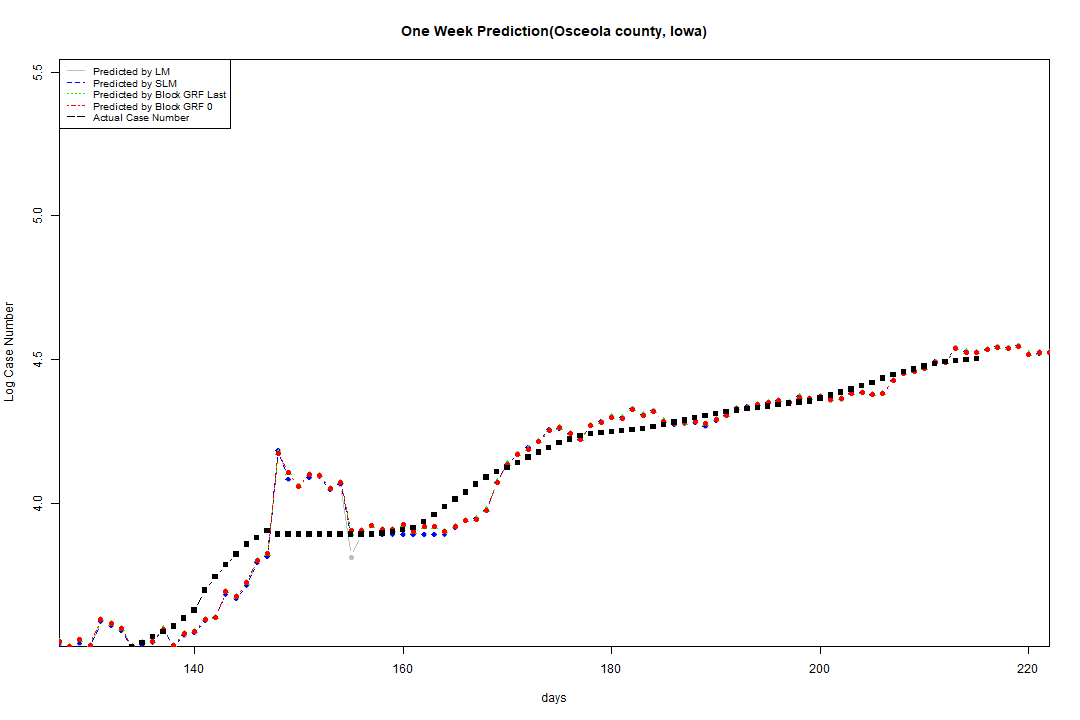 One Week Prediction(Osceola county, Iowa)
Predicted by LM
Predicted by SLM
Predicted by Block GRF Last
Predicted by Block GRF 0
Actual Case Number
5.5
5.0
4.5
4.0
Log Case Number
140
160
180
200
220
days